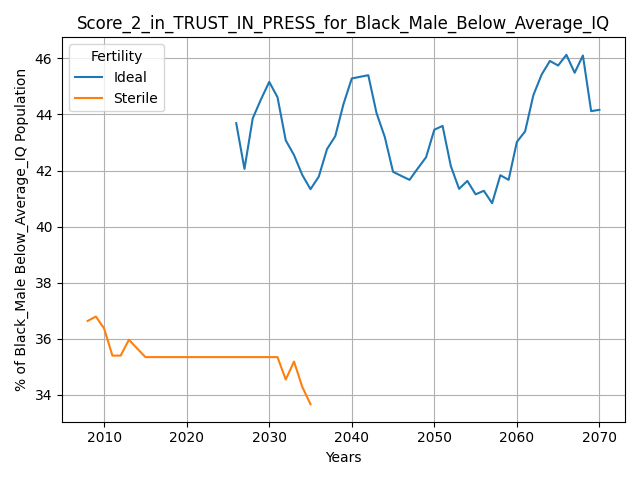 Score_2_in_TRUST_IN_PRESS_for_Black_Male_Below_Average_IQ
Fertility
Ideal
Sterile
% of Black_Male Below_Average_IQ Population
46
44
42
40
38
36
34
2010
2020
2030
2040
2050
2060
2070
Years